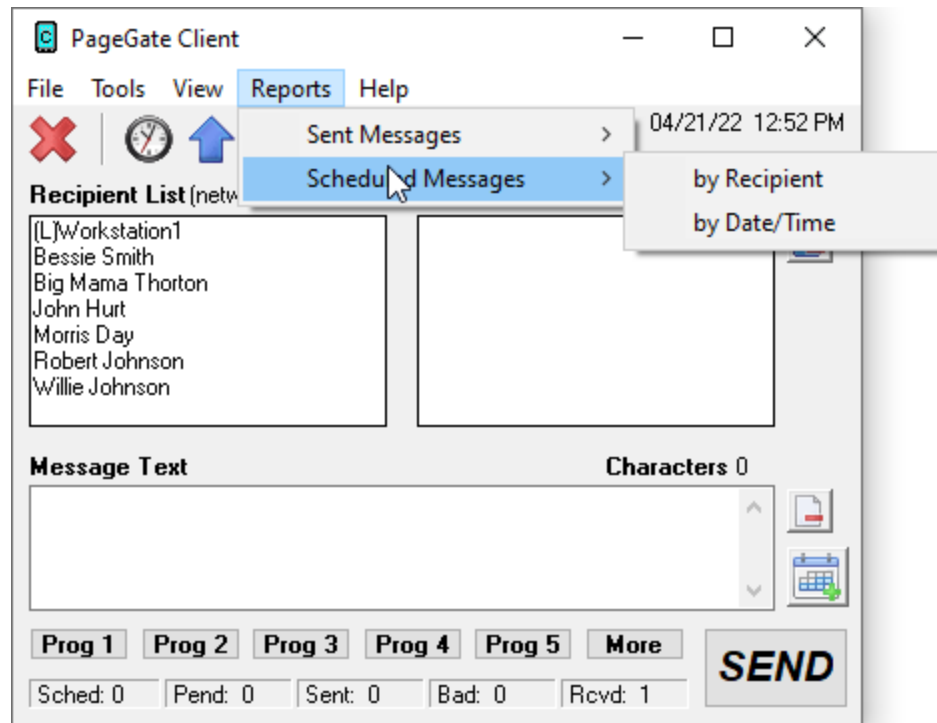 PageGate Client
File Tools View Reports Help
Sent Messages
04/21/22 12:52 PM
Scheduled Messages
by Recipient
by Date/Time
Recipient List
(L)Workstation1
Bessie Smith
Big Mama Thorton
John Hurt
Morris Day
Robert Johnson
Willie Johnson
Message Text Characters 0
Prog 1 Prog 2 Prog 3 Prog 4 Prog 5 More
SEND
Sched: 0 Pend: 0 Sent: 0 Bad: 0 Rcvd: 1